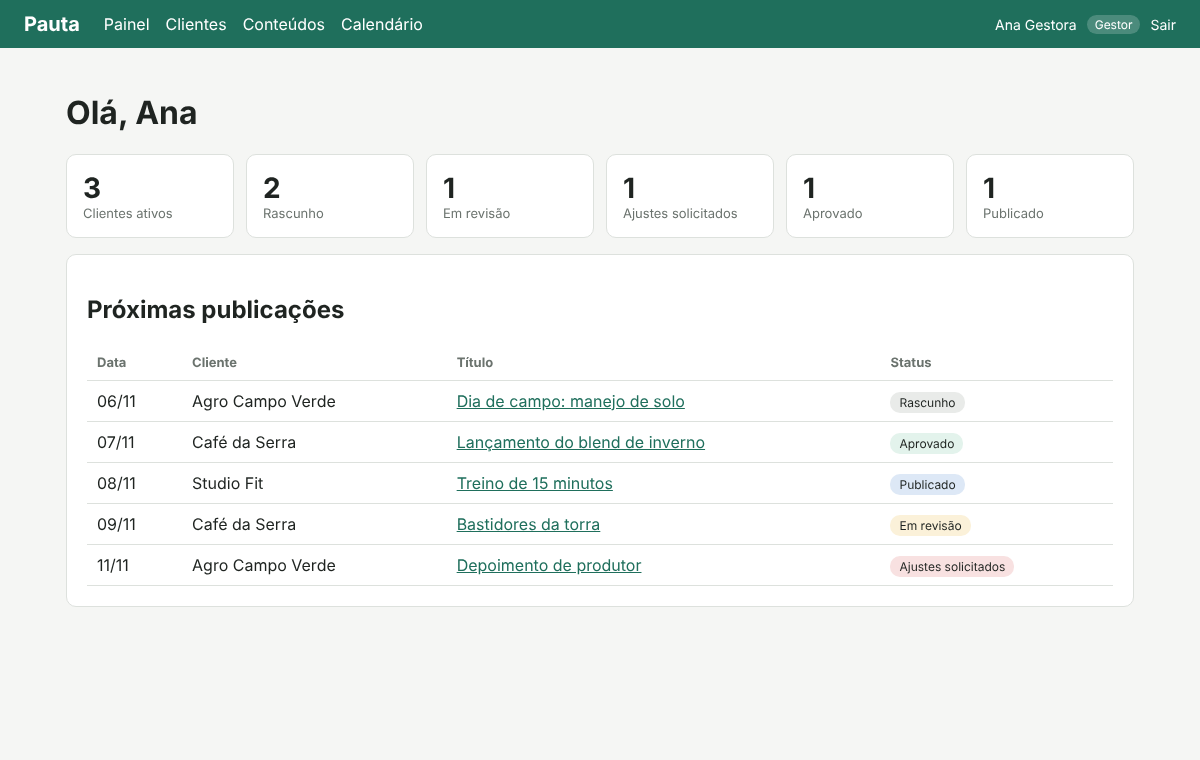 Pauta Painel Clientes Conteúdos Calendário Ana Gestora Gestor Sair
Olá, Ana
3 2 1 1 1 1
Clientes ativos Rascunho Em revisão Ajustes solicitados Aprovado Publicado
Próximas publicações
Data Cliente Título Status
06/11 Agro Campo Verde Dia de campo: manejo de solo Rascunho
07/11 Café da Serra Lançamento do blend de inverno Aprovado
08/11 Studio Fit Treino de 15 minutos Publicado
09/11 Café da Serra Bastidores da torra Em revisão
11/11 Agro Campo Verde Depoimento de produtor Ajustes solicitados